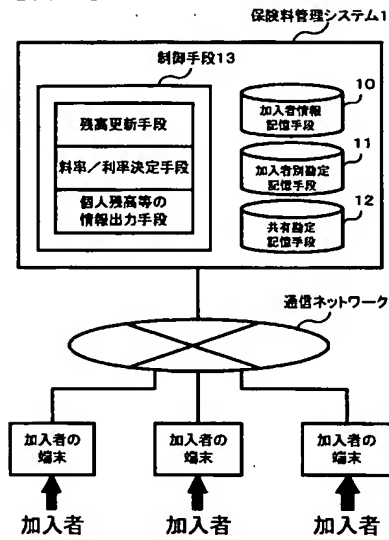 保険料管理システム1
制御手段13
残高更新手段
料率／利率決定手段
個人残高等の
情報出力手段
10
加入者情報
記憶手段
11
加入者別勘定
記憶手段
12
共有勘定
記憶手段
通信ネットワーク
加入者の
端末
加入者の
端末
加入者の
端末
加入者
加入者
加入者